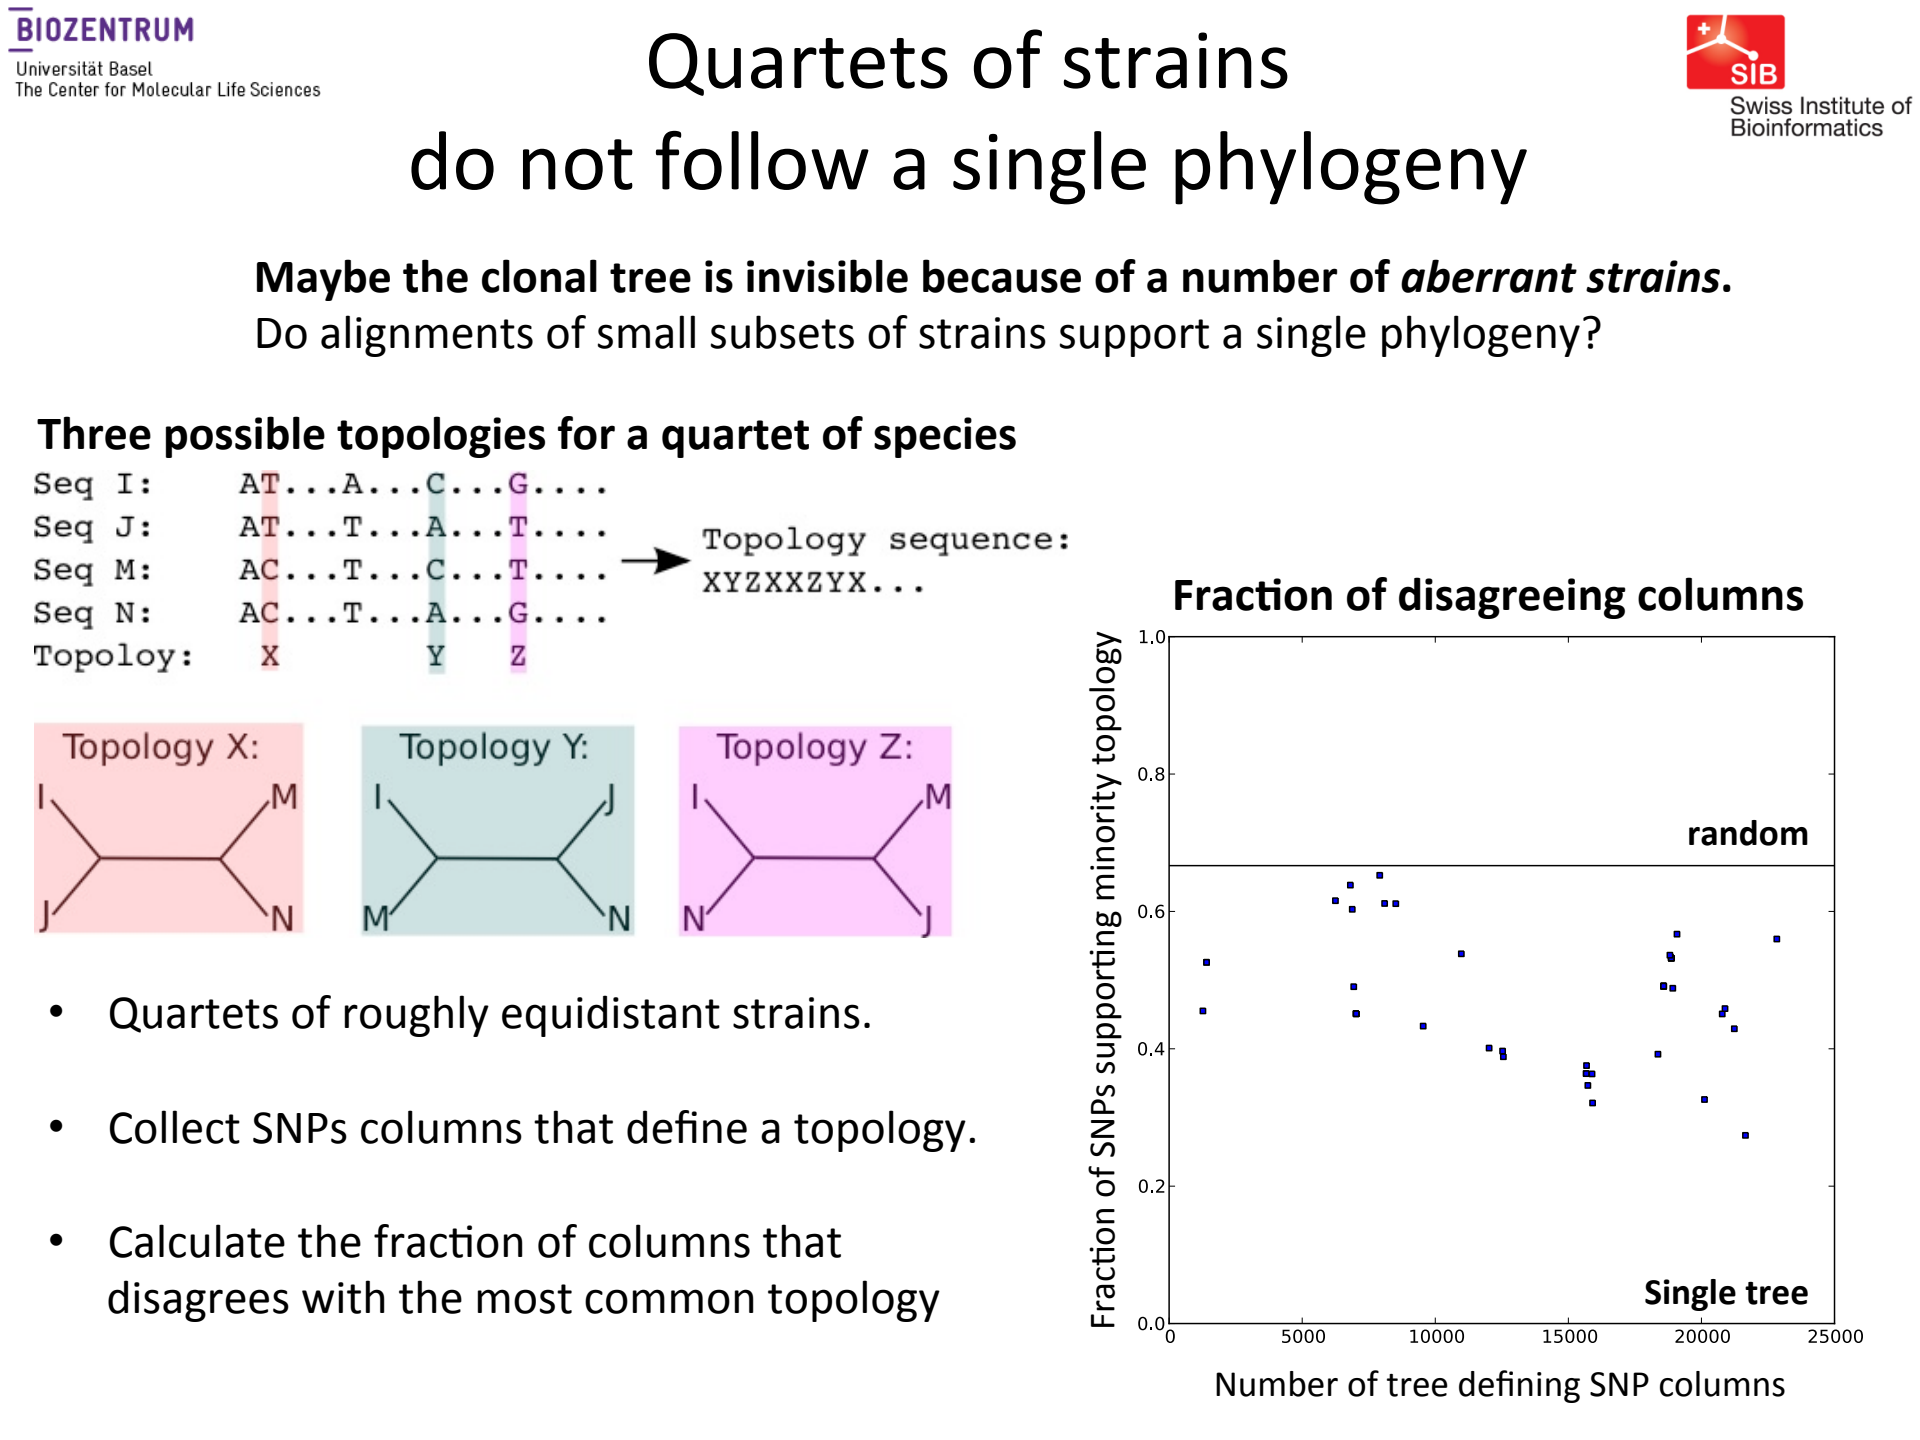 BIOZENTRUM
Universität Basel
The Center for Molecular Life Sciences
Quartets of strains
do not follow a single phylogeny
SIB
Swiss Institute of
Bioinformatics
Maybe the clonal tree is invisible because of a number of aberrant strains.
Do alignments of small subsets of strains support a single phylogeny?
Three possible topologies for a quartet of species
Seq I: AT...A...C...G....
Seq J: AT...T...A...T....
Seq M: AC...T...C...T....
Seq N: AC...T...A...G....
Topoloy: X Y Z
Topology sequence:
XYZXXZYX...
Topology X:
I M
J N
Topology Y:
I J
M N
Topology Z:
I M
N J
• Quartets of roughly equidistant strains.
• Collect SNPs columns that define a topology.
• Calculate the fraction of columns that
disagrees with the most common topology
Fraction of disagreeing columns
Fraction of SNPs supporting minority topology
1.0
0.8
random
0.6
0.4
0.2
Single tree
0.0
0 5000 10000 15000 20000 25000
Number of tree defining SNP columns